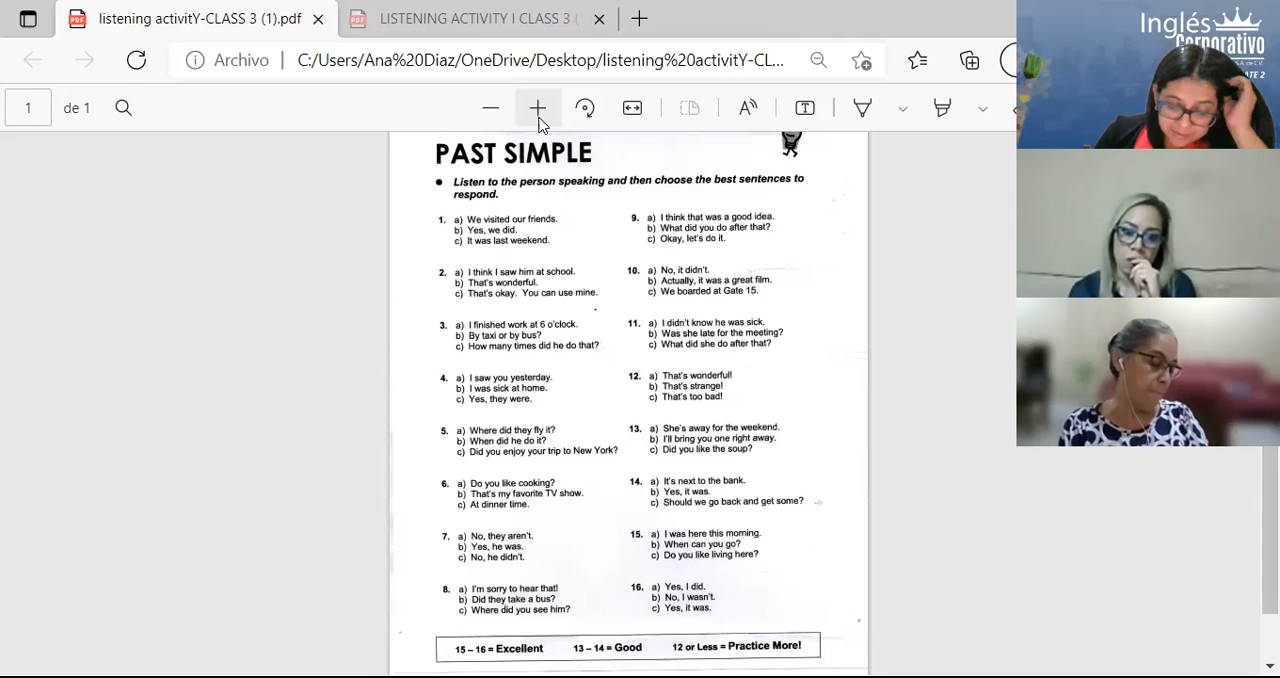 listening activitY-CLASS 3 (1).pdf
LISTENING ACTIVITY I CLASS 3 (
Archivo
C:/Users/Ana%20Diaz/OneDrive/Desktop/listening%20activitY-CL...
1 de 1
Inglés
Corporativo
PAST SIMPLE
● Listen to the person speaking and then choose the best sentences to
respond.
1. a) We visited our friends.
b) Yes, we did.
c) It was last weekend.
2. a) I think I saw him at school.
b) That's wonderful.
c) That's okay. You can use mine.
3. a) I finished work at 6 o'clock.
b) By taxi or by bus?
c) How many times did he do that?
4. a) I saw you yesterday.
b) I was sick at home.
c) Yes, they were.
5. a) Where did they fly it?
b) When did he do it?
c) Did you enjoy your trip to New York?
6. a) Do you like cooking?
b) That's my favorite TV show.
c) At dinner time.
7. a) No, they aren't.
b) Yes, he was.
c) No, he didn't.
8. a) I'm sorry to hear that!
b) Did they take a bus?
c) Where did you see him?
9. a) I think that was a good idea.
b) What did you do after that?
c) Okay, let's do it.
10. a) No, it didn't.
b) Actually, it was a great film.
c) We boarded at Gate 15.
11. a) I didn't know he was sick.
b) Was she late for the meeting?
c) What did she do after that?
12. a) That's wonderful!
b) That's strange!
c) That's too bad!
13. a) She's away for the weekend.
b) I'll bring you one right away.
c) Did you like the soup?
14. a) It's next to the bank.
b) Yes, it was.
c) Should we go back and get some?
15. a) I was here this morning.
b) When can you go?
c) Do you like living here?
16. a) Yes, I did.
b) No, I wasn't.
c) Yes, it was.
15 – 16 = Excellent 13 – 14 = Good 12 or Less = Practice More!